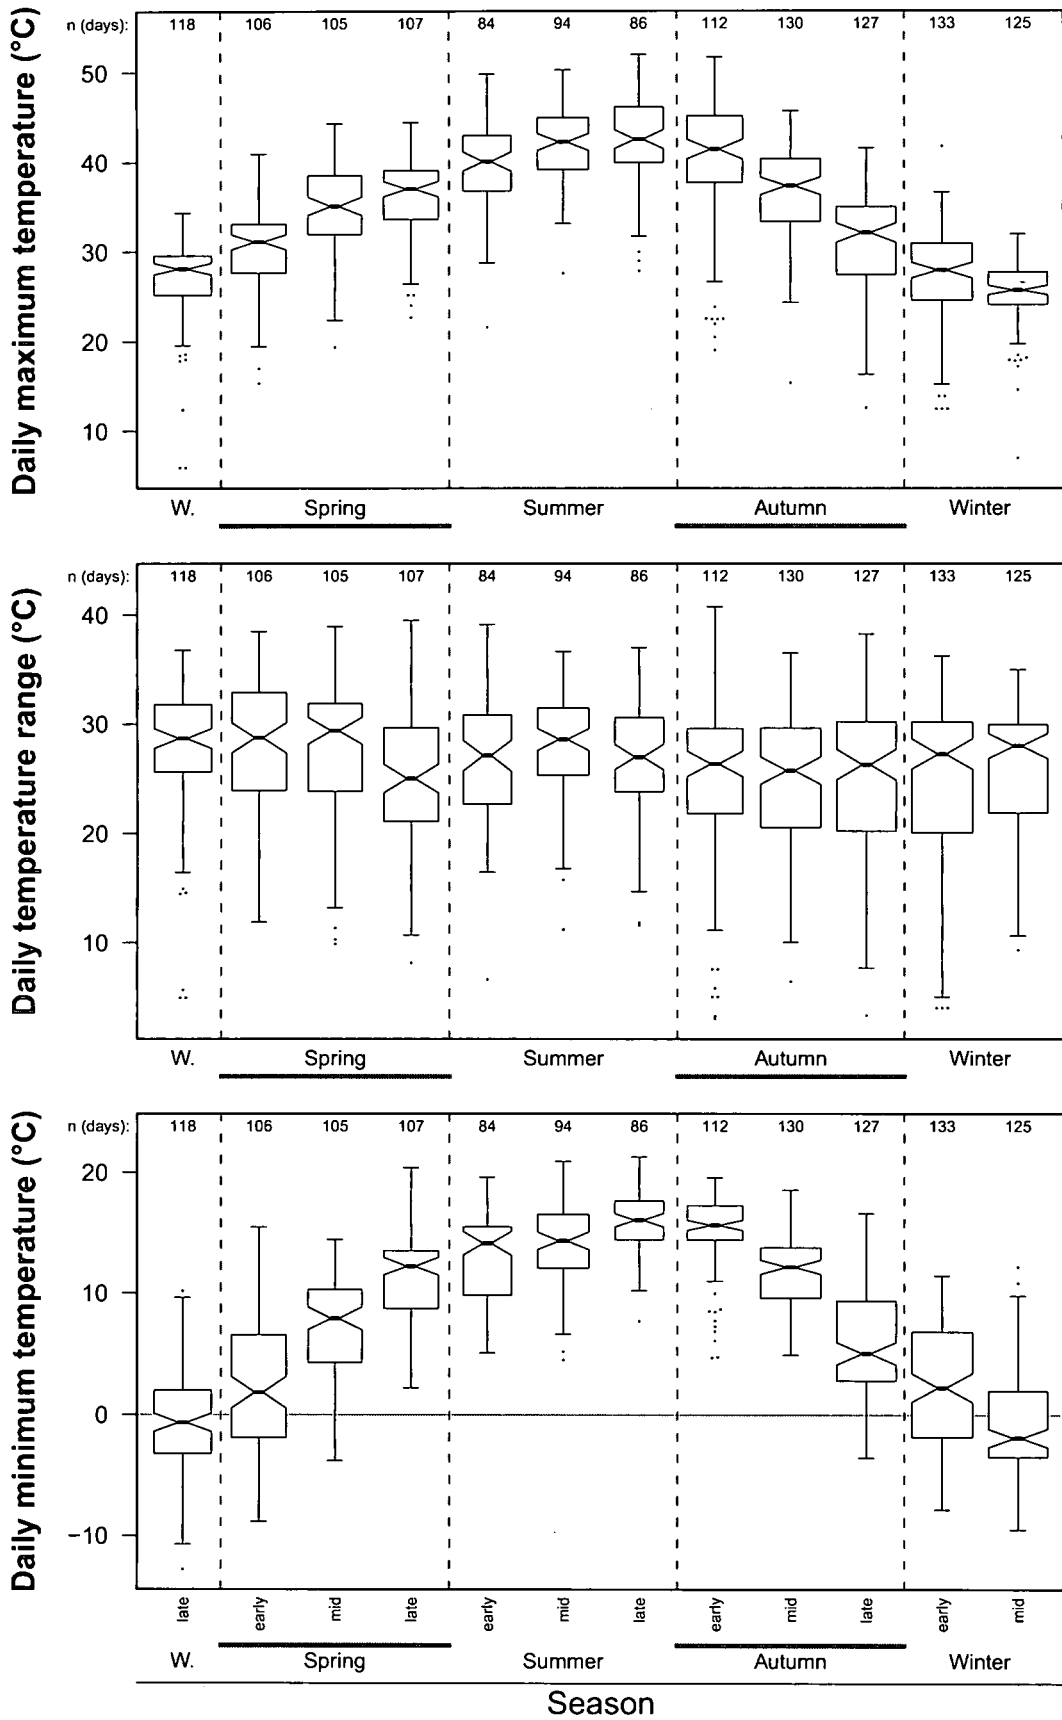 n (days): 118 106 105 107 84 94 86 112 130 127 133 125
Daily maximum temperature (°C)
50
40
30
20
10
W. Spring Summer Autumn Winter
n (days): 118 106 105 107 84 94 86 112 130 127 133 125
Daily temperature range (°C)
40
30
20
10
W. Spring Summer Autumn Winter
n (days): 118 106 105 107 84 94 86 112 130 127 133 125
Daily minimum temperature (°C)
20
10
0
−10
late early mid late early mid late early mid late early mid
W. Spring Summer Autumn Winter
Season